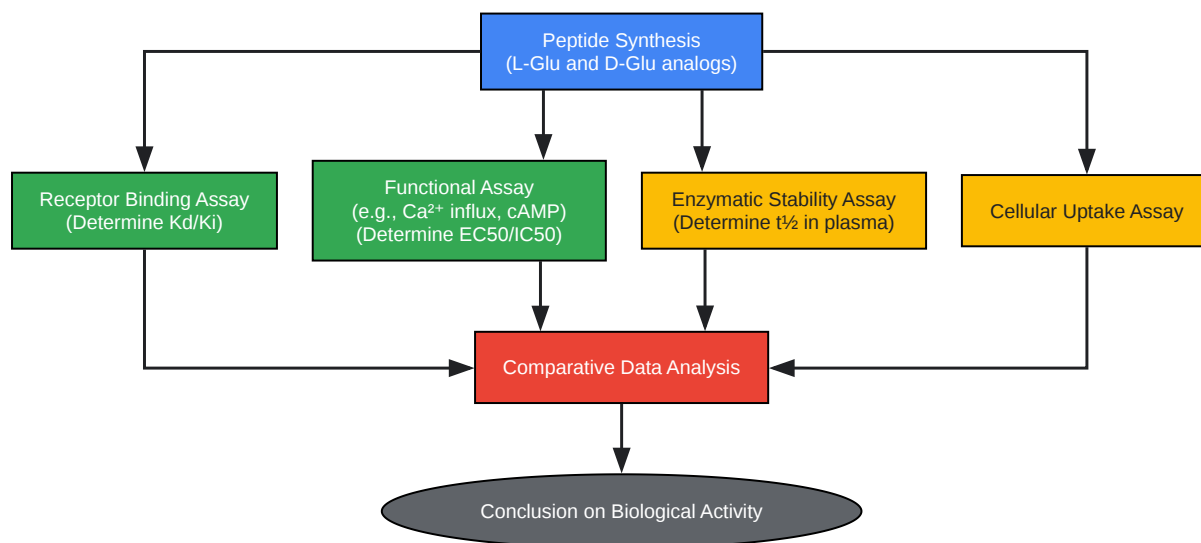 Peptide Synthesis
(L-Glu and D-Glu analogs)
Receptor Binding Assay
(Determine Kd/Ki)
Functional Assay
(e.g., Ca²⁺ influx, cAMP)
(Determine EC50/IC50)
Enzymatic Stability Assay
(Determine t½ in plasma)
Cellular Uptake Assay
Comparative Data Analysis
Conclusion on Biological Activity